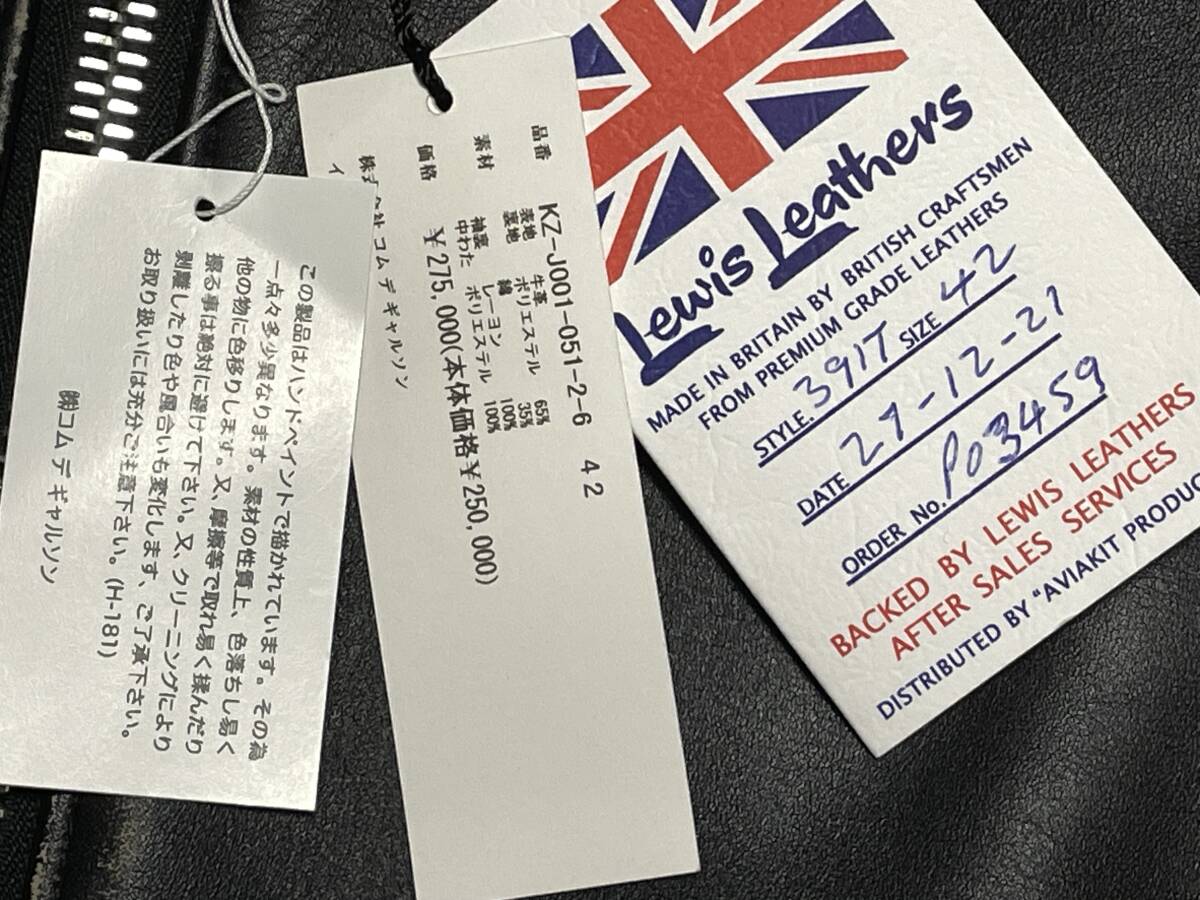 この製品はハンドペイントで描かれています。その為
一点々多少異なります。素材の性質上、色落ちし易く
他の物に色移りします。又、摩擦等で取れ易く揉んだり
擦る事は絶対に避けて下さい。又、クリーニングにより
剥離したり色や風合いも変化します、ご了承下さい。
お取り扱いには充分ご注意下さい。(H-181)
㈱コム デ ギャルソン
品番 KZ-J001-051-2-6 42
素材 表地 牛革
裏地 ポリエステル 65%
綿 35%
袖裏 レーヨン 100%
中わた ポリエステル 100%
価格 ¥275,000(本体価格¥250,000)
株式会社 コム デ ギャルソン
イ
Lewis Leathers
MADE IN BRITAIN BY BRITISH CRAFTSMEN
FROM PREMIUM GRADE LEATHERS
STYLE. 391T SIZE 42
DATE 27-12-21
ORDER No. P03459
BACKED BY LEWIS LEATHERS
AFTER SALES SERVICES
DISTRIBUTED BY "AVIAKIT PRODUC